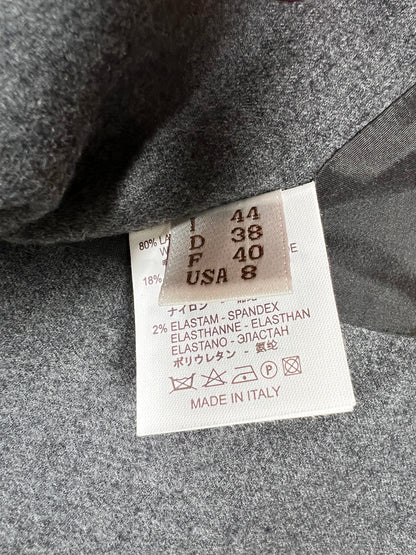 I 44
D 38
F 40
USA 8
80% LA
W
E
18%
ナイロン -
2% ELASTAM - SPANDEX
ELASTHANNE - ELASTHAN
ELASTANO - ЭЛАСТАН
ポリウレタン - 氨纶
P
MADE IN ITALY